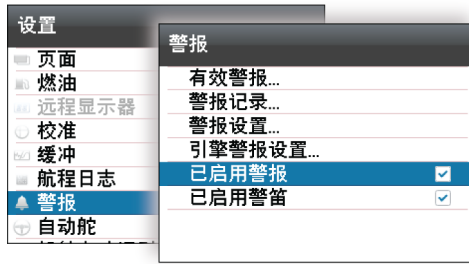 设置
页面
燃油
远程显示器
校准
缓冲
航程日志
警报
自动舵
警报
有效警报...
警报记录...
警报设置...
引擎警报设置...
已启用警报
已启用警笛